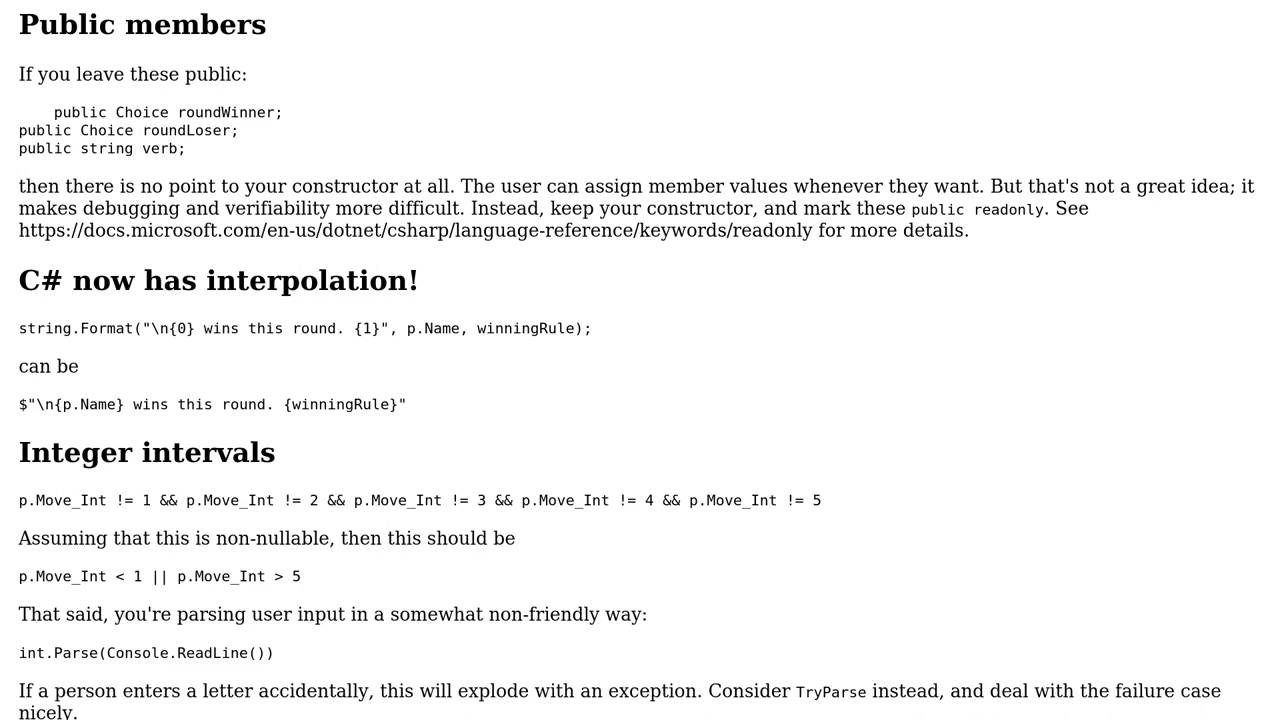 Public members
If you leave these public:
    public Choice roundWinner;
public Choice roundLoser;
public string verb;
then there is no point to your constructor at all. The user can assign member values whenever they want. But that's not a great idea; it
makes debugging and verifiability more difficult. Instead, keep your constructor, and mark these public readonly. See
https://docs.microsoft.com/en-us/dotnet/csharp/language-reference/keywords/readonly for more details.
C# now has interpolation!
string.Format("\n{0} wins this round. {1}", p.Name, winningRule);
can be
$"\n{p.Name} wins this round. {winningRule}"
Integer intervals
p.Move_Int != 1 && p.Move_Int != 2 && p.Move_Int != 3 && p.Move_Int != 4 && p.Move_Int != 5
Assuming that this is non-nullable, then this should be
p.Move_Int < 1 || p.Move_Int > 5
That said, you're parsing user input in a somewhat non-friendly way:
int.Parse(Console.ReadLine())
If a person enters a letter accidentally, this will explode with an exception. Consider TryParse instead, and deal with the failure case
nicely.